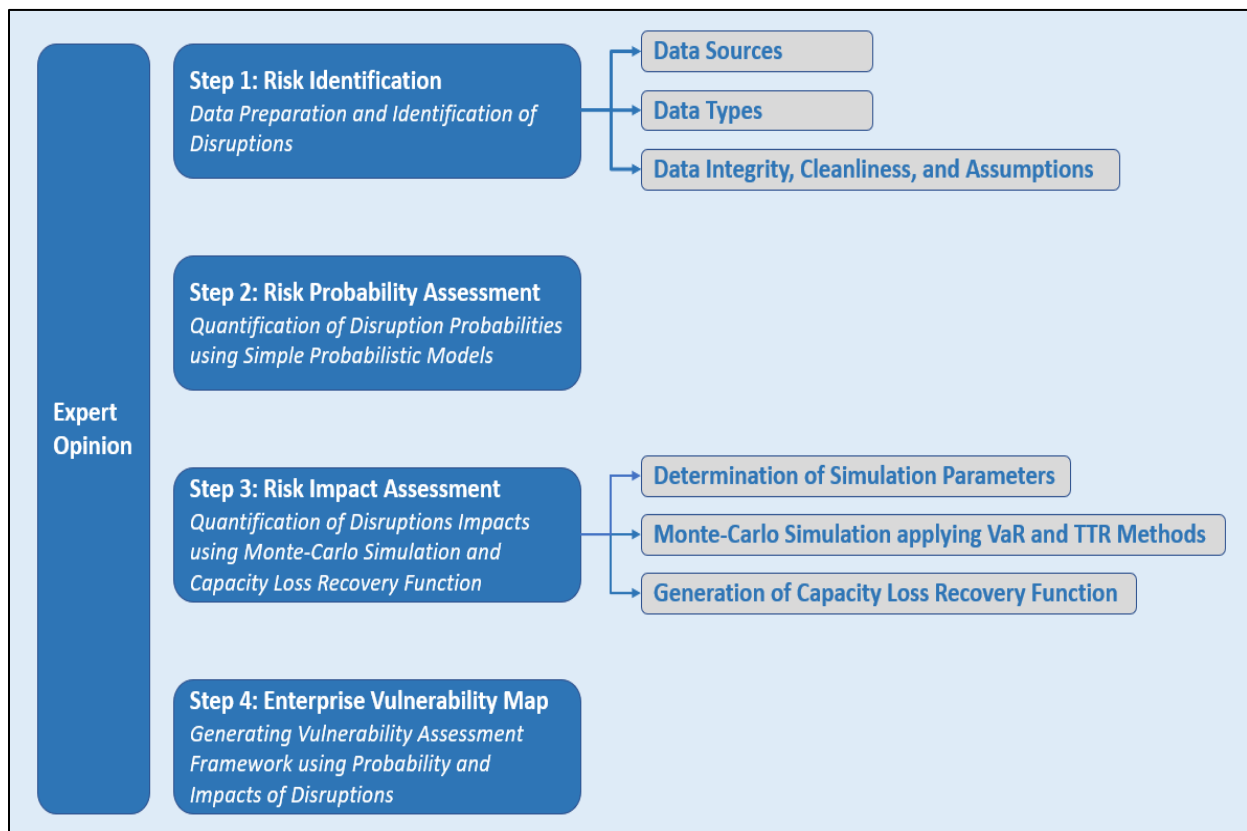 Expert
Opinion
Step 1: Risk Identification
Data Preparation and Identification of
Disruptions
Data Sources
Data Types
Data Integrity, Cleanliness, and Assumptions
Step 2: Risk Probability Assessment
Quantification of Disruption Probabilities
using Simple Probabilistic Models
Step 3: Risk Impact Assessment
Quantification of Disruptions Impacts
using Monte-Carlo Simulation and
Capacity Loss Recovery Function
Determination of Simulation Parameters
Monte-Carlo Simulation applying VaR and TTR Methods
Generation of Capacity Loss Recovery Function
Step 4: Enterprise Vulnerability Map
Generating Vulnerability Assessment
Framework using Probability and
Impacts of Disruptions